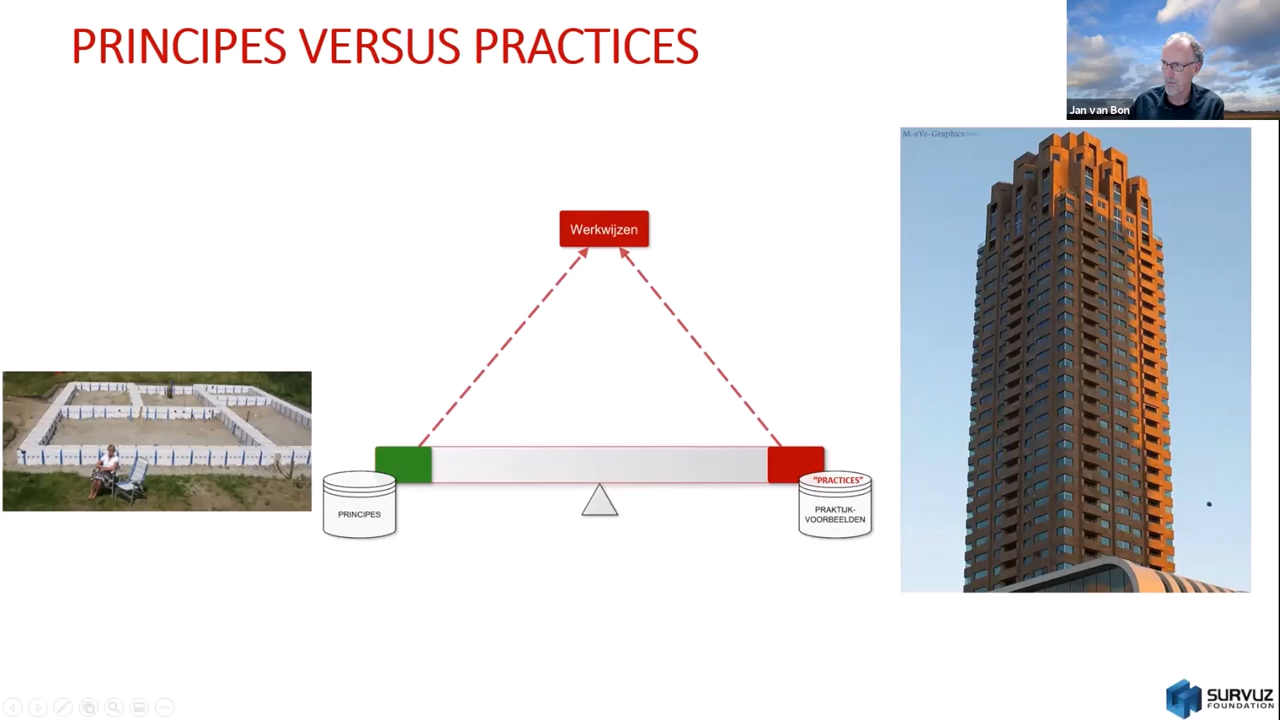 PRINCIPES VERSUS PRACTICES
Jan van Bon
M-eYe-Graphics
Werkwijzen
"PRACTICES"
PRINCIPES
PRAKTIJK-
VOORBEELDEN
SURVUZ
FOUNDATION